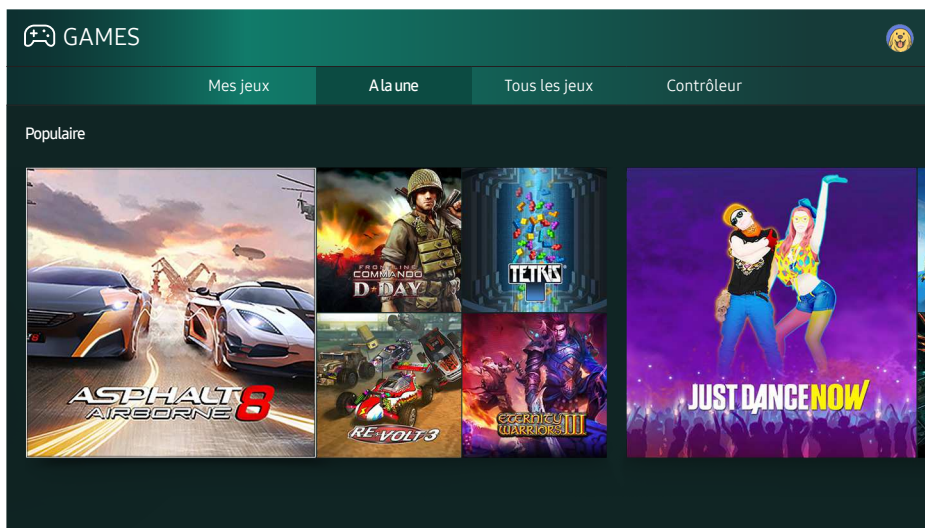 GAMES
Mes jeux
A la une
Tous les jeux
Contrôleur
Populaire
ASPHALT 8
AIRBORNE
FRONTLINE
COMMANDO
D-DAY
TETRIS
RE-VOLT 3
ETERNITY
WARRIORS III
JUST DANCE NOW